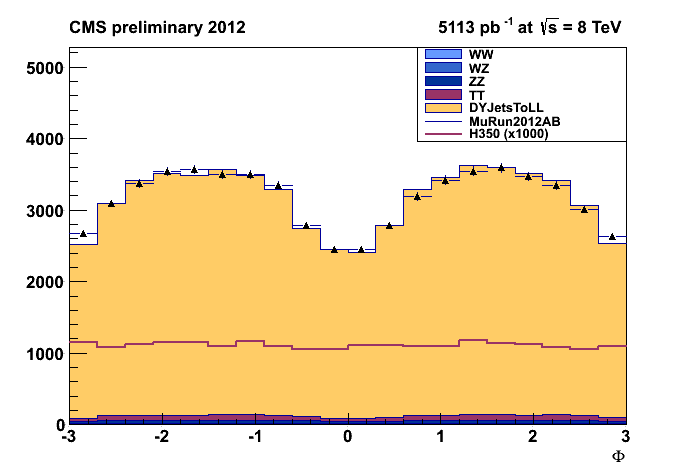 CMS preliminary 2012
5113 pb⁻¹ at √s = 8 TeV
WW
WZ
ZZ
TT
DYJetsToLL
MuRun2012AB
H350 (x1000)
5000
4000
3000
2000
1000
0
-3 -2 -1 0 1 2 3
Φ